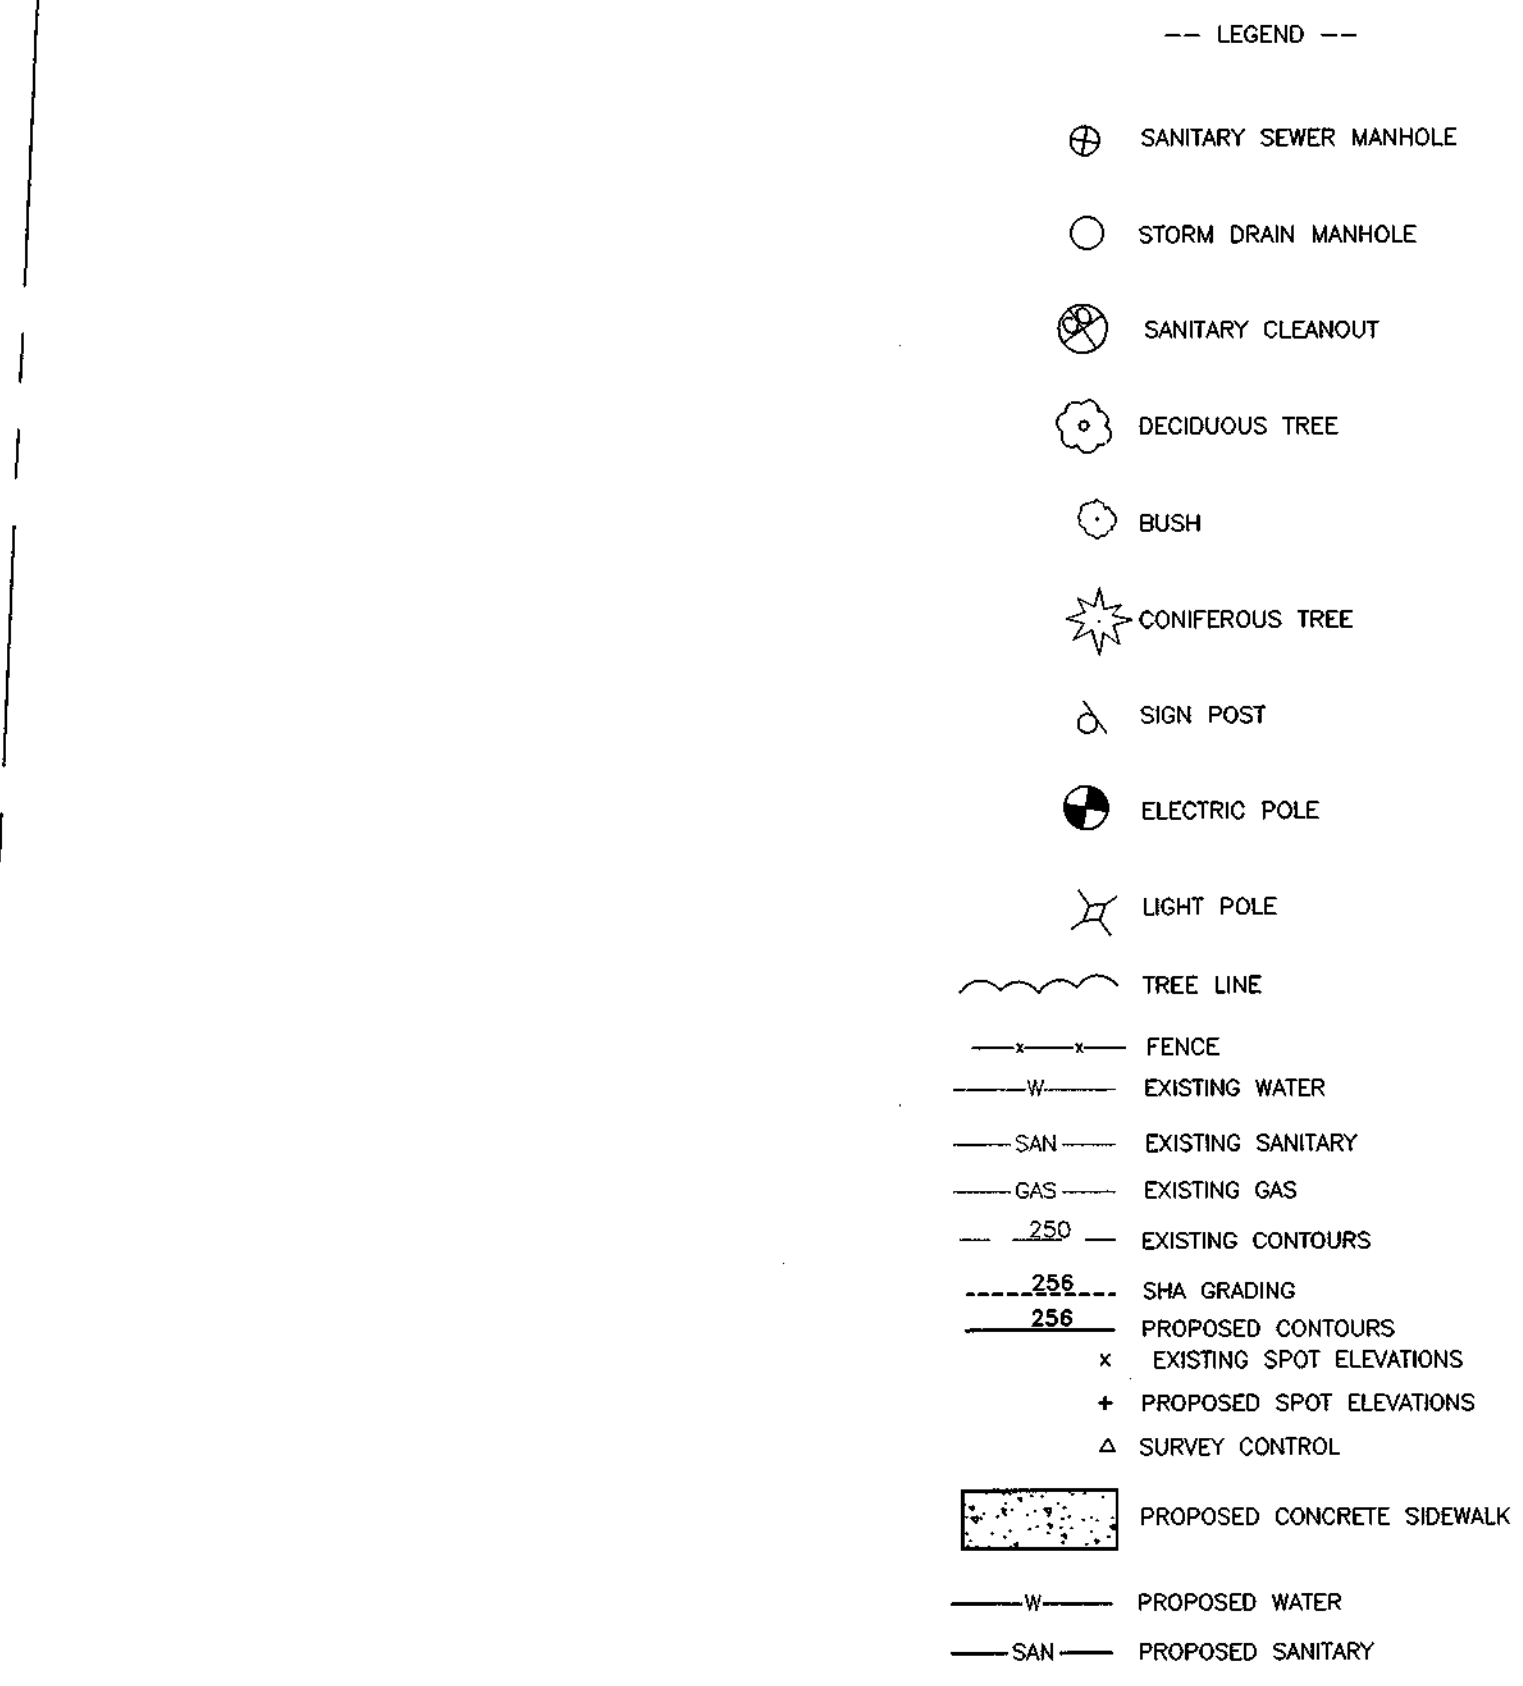 -- LEGEND --
SANITARY SEWER MANHOLE
STORM DRAIN MANHOLE
CO SANITARY CLEANOUT
DECIDUOUS TREE
BUSH
CONIFEROUS TREE
SIGN POST
ELECTRIC POLE
LIGHT POLE
TREE LINE
x x FENCE
W EXISTING WATER
SAN EXISTING SANITARY
GAS EXISTING GAS
250 EXISTING CONTOURS
256 SHA GRADING
256 PROPOSED CONTOURS
x EXISTING SPOT ELEVATIONS
+ PROPOSED SPOT ELEVATIONS
SURVEY CONTROL
PROPOSED CONCRETE SIDEWALK
W PROPOSED WATER
SAN PROPOSED SANITARY